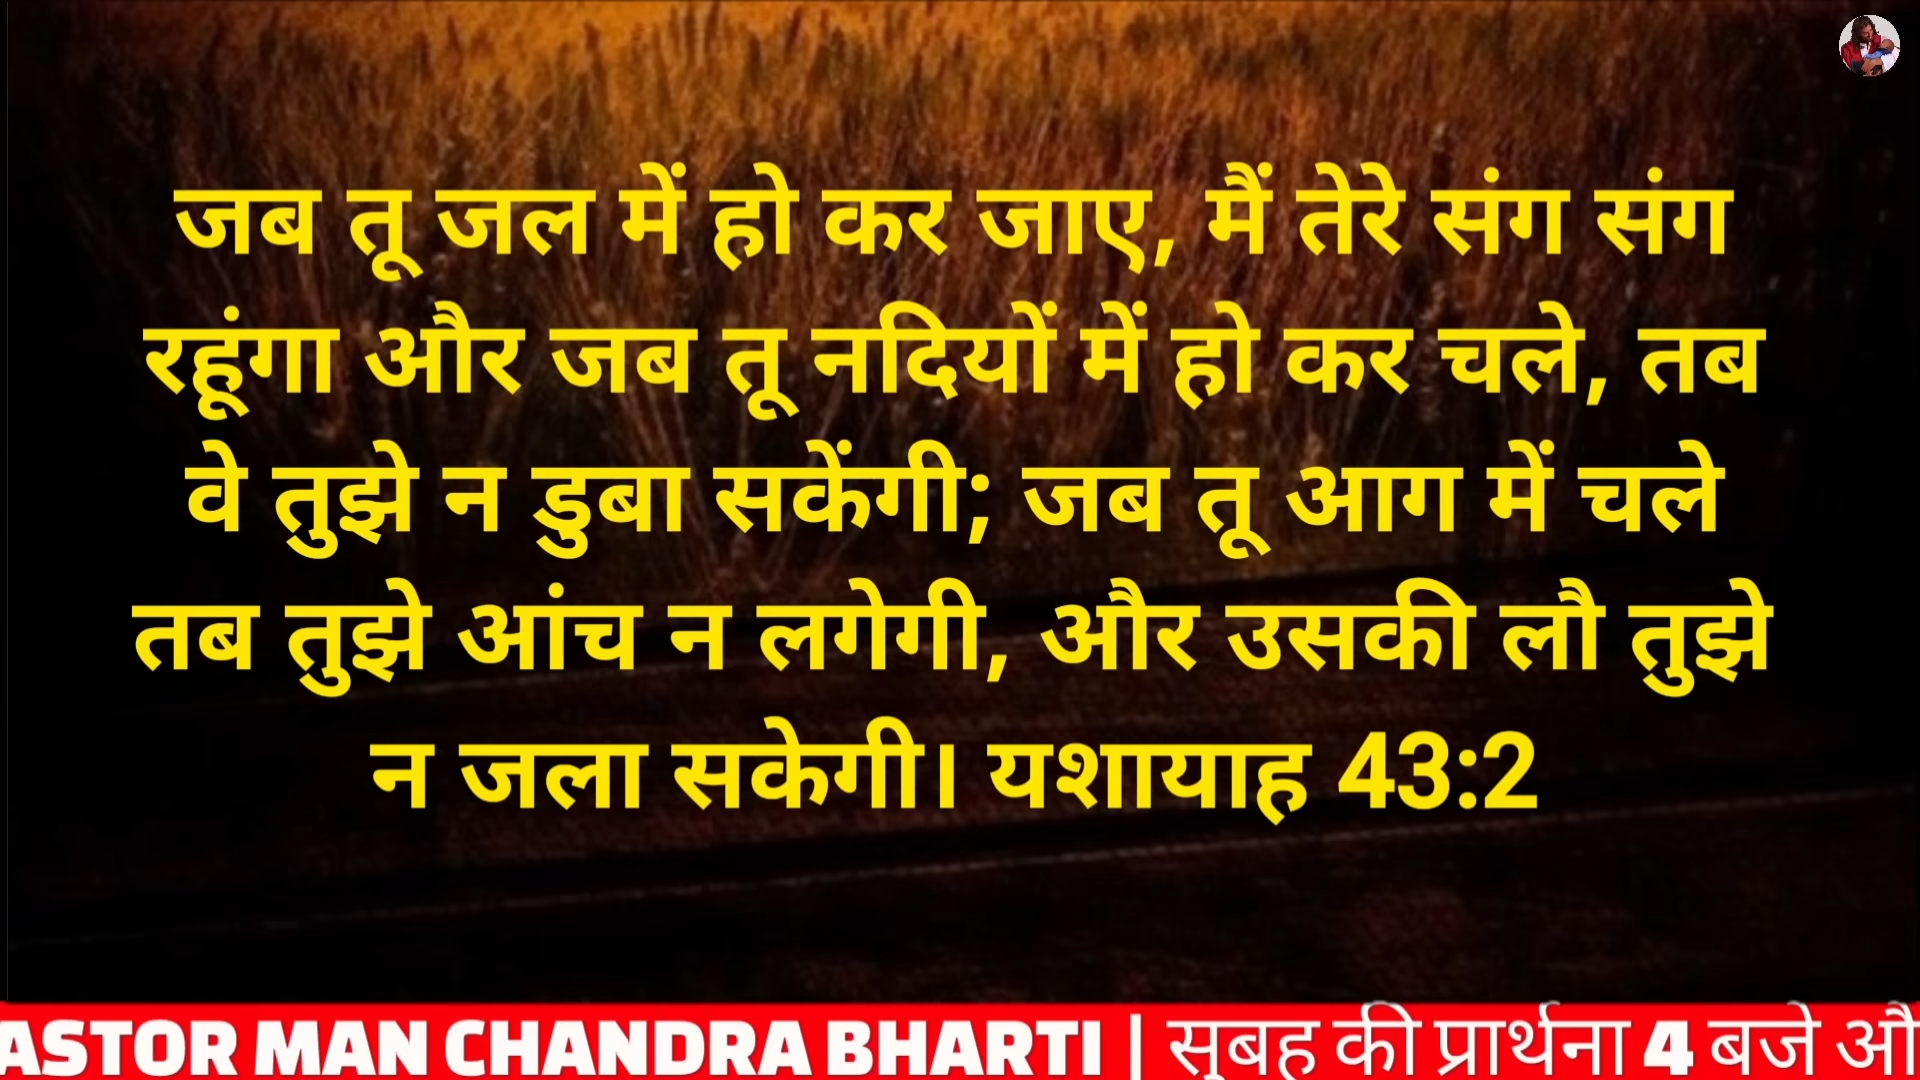 जब तू जल में हो कर जाए, मैं तेरे संग संग
रहूंगा और जब तू नदियों में हो कर चले, तब
वे तुझे न डुबा सकेंगी; जब तू आग में चले
तब तुझे आंच न लगेगी, और उसकी लौ तुझे
न जला सकेगी। यशायाह 43:2
ASTOR MAN CHANDRA BHARTI | सुबह की प्रार्थना 4 बजे औ